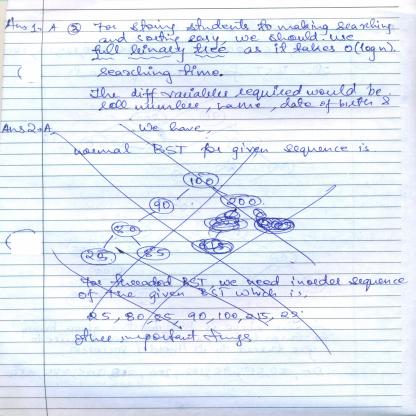 Ans 1- A ② For storing students to making searching
and sorting easy, we should use
full binary tree as it takes O(log n).
searching time.
The diff variables required would be
roll number, name, date of birth &
Ans 2-A. We have,
normal BST for given sequence is
100
90 200
20
25 85
For threaded BST, we need inorder sequence
of the given BST which is,
25, 80, 85, 90, 100, 215, 22
other important things